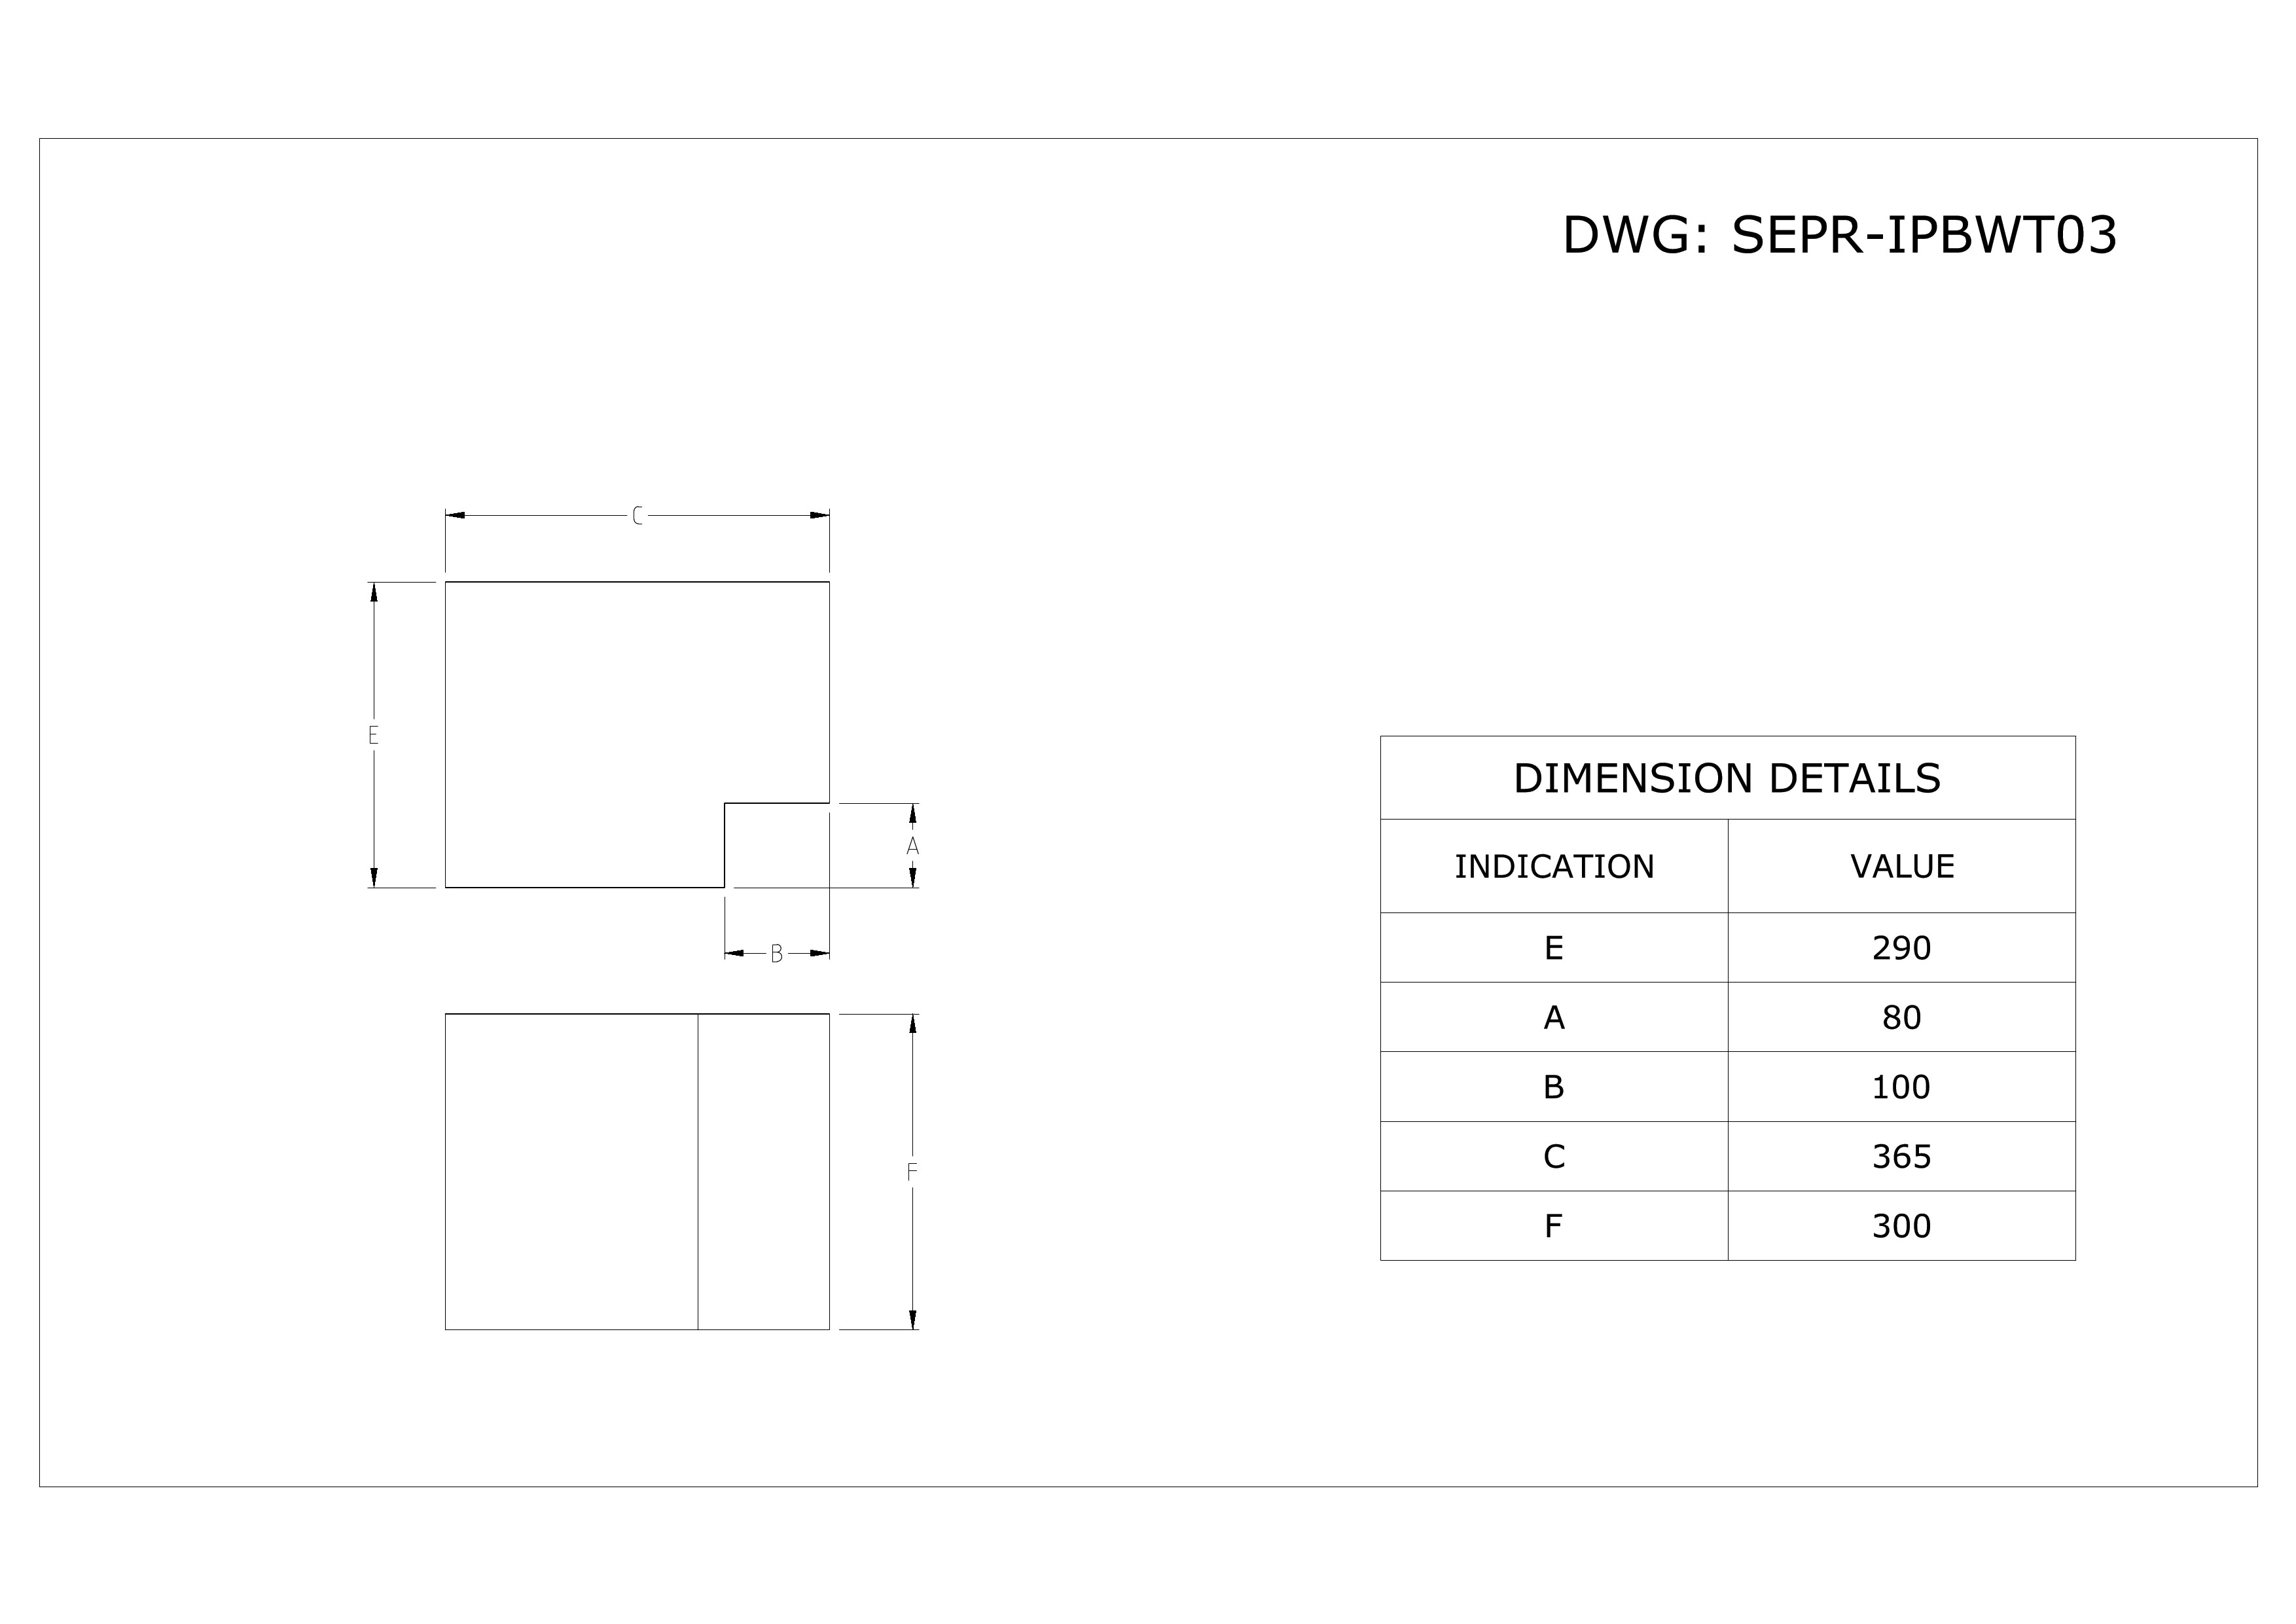 DWG: SEPR-IPBWT03
C
E
A
B
F
DIMENSION DETAILS
INDICATION VALUE
E 290
A 80
B 100
C 365
F 300